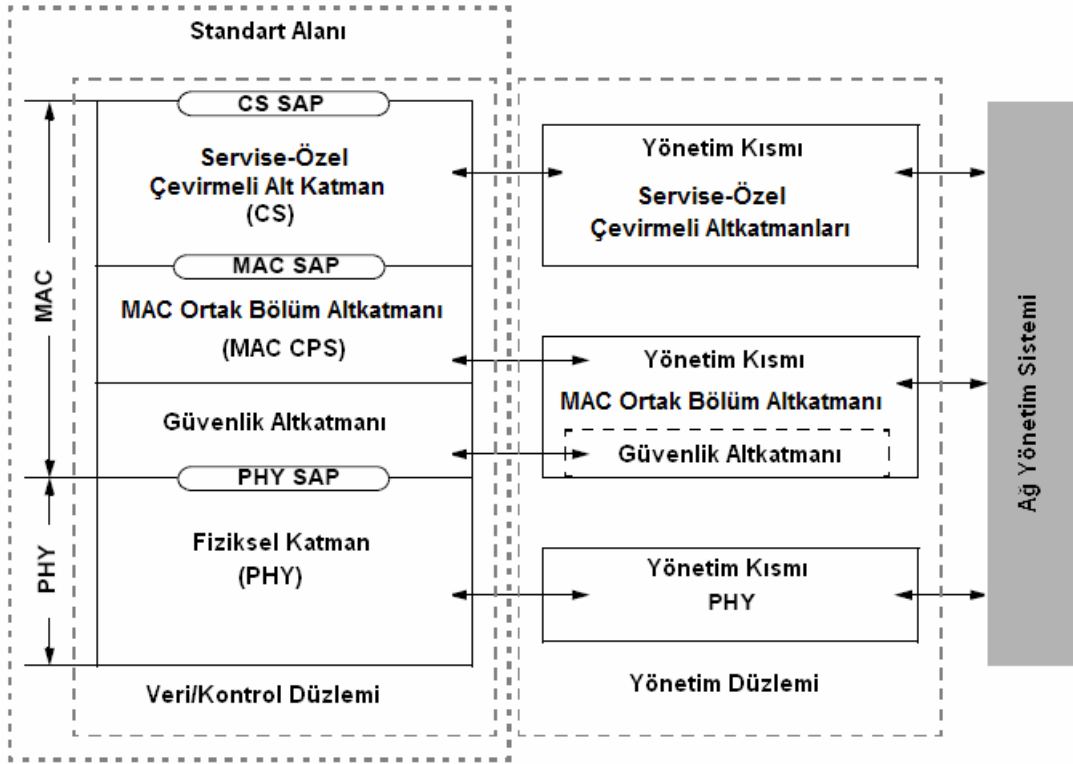 Standart Alanı
CS SAP
Servise-Özel
Çevirmeli Alt Katman
(CS)
MAC SAP
MAC Ortak Bölüm Altkatmanı
(MAC CPS)
Güvenlik Altkatmanı
PHY SAP
Fiziksel Katman
(PHY)
Veri/Kontrol Düzlemi
MAC
PHY
Yönetim Kısmı
Servise-Özel
Çevirmeli Altkatmanları
Yönetim Kısmı
MAC Ortak Bölüm Altkatmanı
Güvenlik Altkatmanı
Yönetim Kısmı
PHY
Yönetim Düzlemi
Ağ Yönetim Sistemi